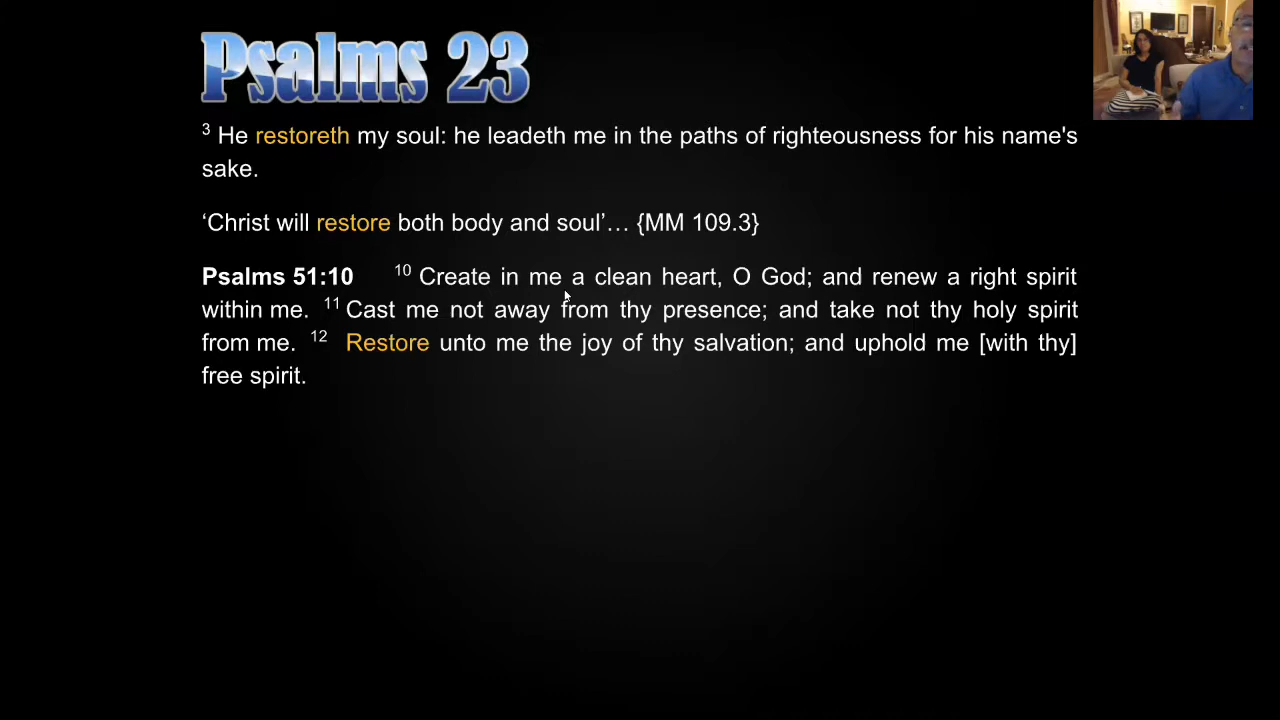 Psalms 23
3 He restoreth my soul: he leadeth me in the paths of righteousness for his name's
sake.
‘Christ will restore both body and soul’… {MM 109.3}
Psalms 51:10 10 Create in me a clean heart, O God; and renew a right spirit
within me. 11 Cast me not away from thy presence; and take not thy holy spirit
from me. 12 Restore unto me the joy of thy salvation; and uphold me [with thy]
free spirit.